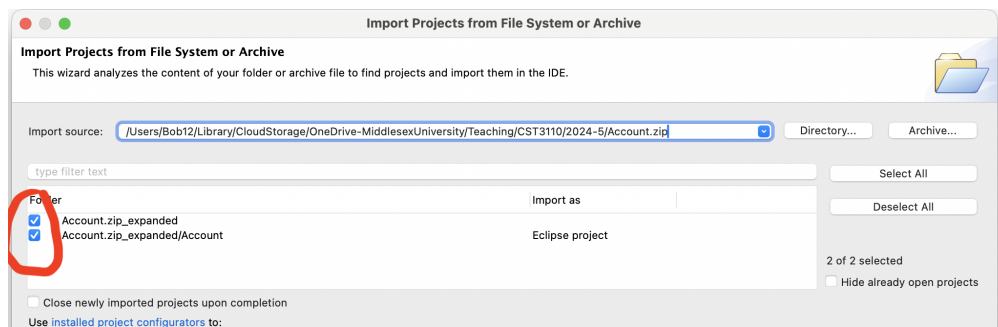 Import Projects from File System or Archive
Import Projects from File System or Archive
This wizard analyzes the content of your folder or archive file to find projects and import them in the IDE.
Import source: /Users/Bob12/Library/CloudStorage/OneDrive-MiddlesexUniversity/Teaching/CST3110/2024-5/Account.zip Directory... Archive...
type filter text Select All
Folder Import as
Deselect All
Account.zip_expanded
Account.zip_expanded/Account Eclipse project
2 of 2 selected
Hide already open projects
Close newly imported projects upon completion
Use installed project configurators to: